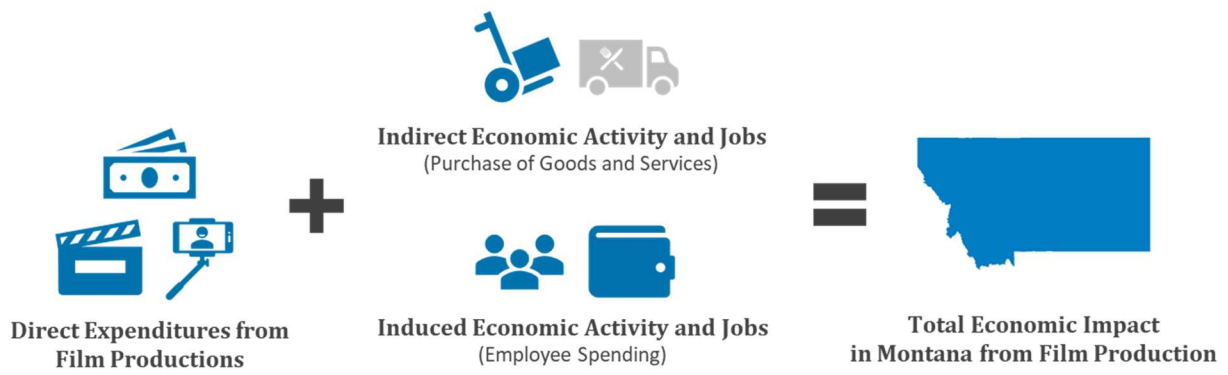 Indirect Economic Activity and Jobs
(Purchase of Goods and Services)
Direct Expenditures from
Film Productions
Induced Economic Activity and Jobs
(Employee Spending)
Total Economic Impact
in Montana from Film Production